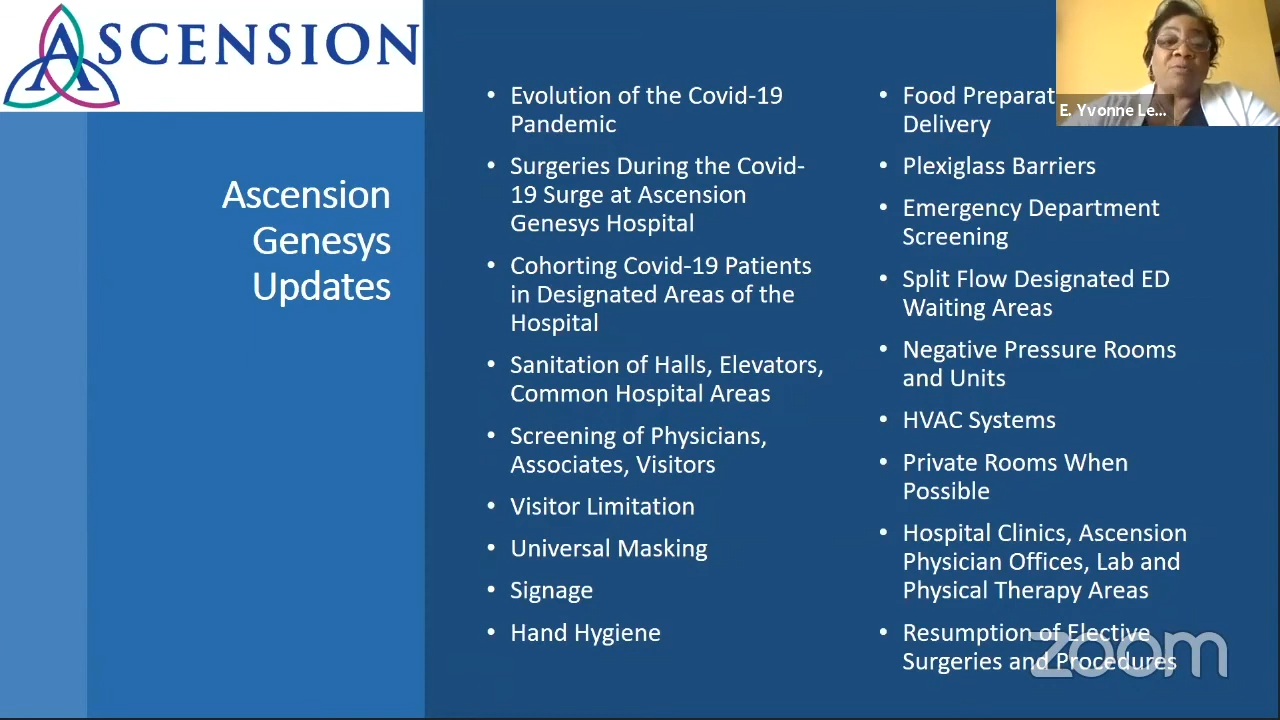 ASCENSION
Ascension
Genesys
Updates
• Evolution of the Covid-19
Pandemic
• Surgeries During the Covid-
19 Surge at Ascension
Genesys Hospital
• Cohorting Covid-19 Patients
in Designated Areas of the
Hospital
• Sanitation of Halls, Elevators,
Common Hospital Areas
• Screening of Physicians,
Associates, Visitors
• Visitor Limitation
• Universal Masking
• Signage
• Hand Hygiene
• Food Preparat
Delivery
• Plexiglass Barriers
• Emergency Department
Screening
• Split Flow Designated ED
Waiting Areas
• Negative Pressure Rooms
and Units
• HVAC Systems
• Private Rooms When
Possible
• Hospital Clinics, Ascension
Physician Offices, Lab and
Physical Therapy Areas
• Resumption of Elective
Surgeries and Procedures
E. Yvonne Le...
zoom